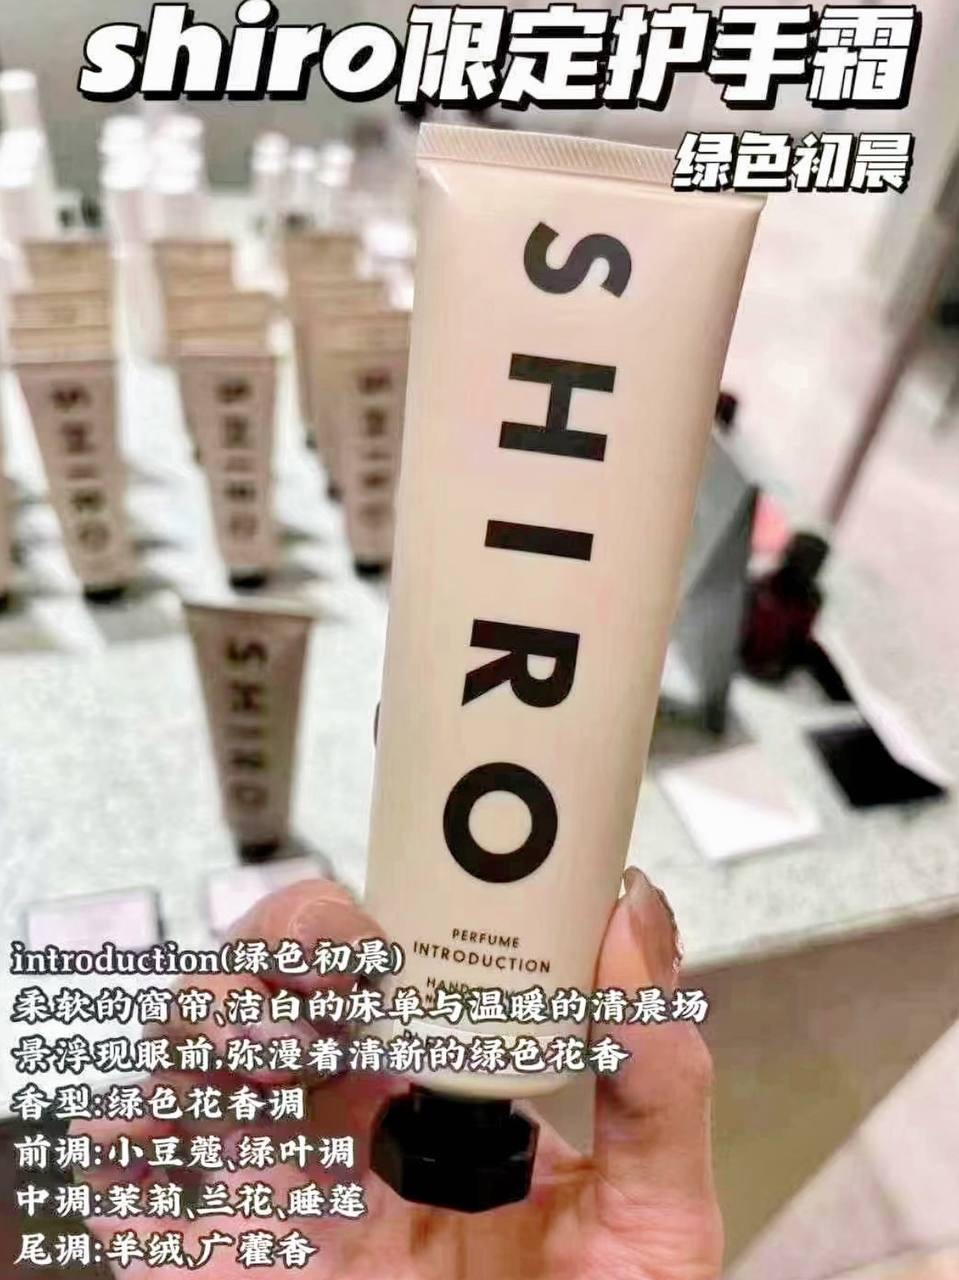 shiro限定护手霜
绿色初晨
SHIRO
SHIRO
SHIRO
SHIRO
SHIRO
PERFUME
INTRODUCTION
introduction(绿色初晨)
柔软的窗帘、洁白的床单与温暖的清晨场
景浮现眼前,弥漫着清新的绿色花香
香型:绿色花香调
前调:小豆蔻、绿叶调
中调:茉莉、兰花、睡莲
尾调:羊绒、广藿香